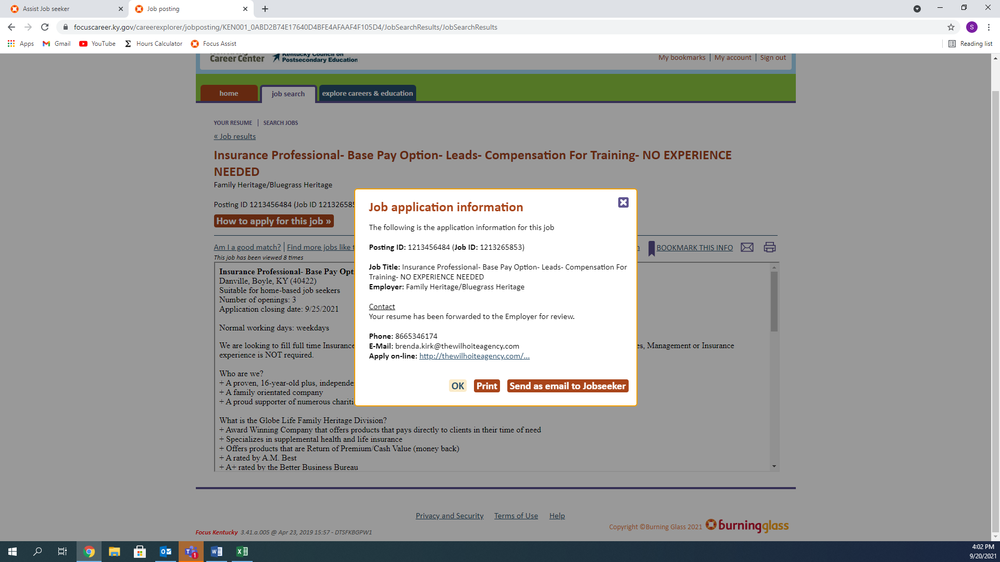 Assist Job seeker
Job posting
focuscareer.ky.gov/careerexplorer/jobposting/KEN001_0ABD2B74E17640D4BFE4AFAAF4F105D4/JobSearchResults/JobSearchResults
S
Apps
Gmail
YouTube
Hours Calculator
Focus Assist
Reading list
Career Center
Kentucky Council on
Postsecondary Education
My bookmarks | My account | Sign out
home
job search
explore careers & education
YOUR RESUME | SEARCH JOBS
« Job results
Insurance Professional- Base Pay Option- Leads- Compensation For Training- NO EXPERIENCE
NEEDED
Family Heritage/Bluegrass Heritage
Posting ID 1213456484 (Job ID 121326585
How to apply for this job »
Am I a good match? | Find more jobs like
BOOKMARK THIS INFO
This job has been viewed 8 times
Insurance Professional- Base Pay Opt
Danville, Boyle, KY (40422)
Suitable for home-based job seekers
Number of openings: 3
Application closing date: 9/25/2021
Normal working days: weekdays
We are looking to fill full time Insurance
es, Management or Insurance
experience is NOT required.
Who are we?
+ A proven, 16-year-old plus, independe
+ A family orientated company
+ A proud supporter of numerous chariti
What is the Globe Life Family Heritage Division?
+ Award Winning Company that offers products that pays directly to clients in their time of need
+ Specializes in supplemental health and life insurance
+ Offers products that are Return of Premium/Cash Value (money back)
+ A rated by A.M. Best
+ A+ rated by the Better Business Bureau
Job application information
The following is the application information for this job
Posting ID: 1213456484 (Job ID: 1213265853)
Job Title: Insurance Professional- Base Pay Option- Leads- Compensation For
Training- NO EXPERIENCE NEEDED
Employer: Family Heritage/Bluegrass Heritage
Contact
Your resume has been forwarded to the Employer for review.
Phone: 8665346174
E-Mail: brenda.kirk@thewilhoiteagency.com
Apply on-line: http://thewilhoiteagency.com/...
OK
Print
Send as email to Jobseeker
Privacy and Security
Terms of Use
Help
Copyright ©Burning Glass 2021
burningglass
Focus Kentucky 3.41.a.005 @ Apr 23, 2019 15:57 - DTSFKBGPW1
1
4:02 PM
9/20/2021